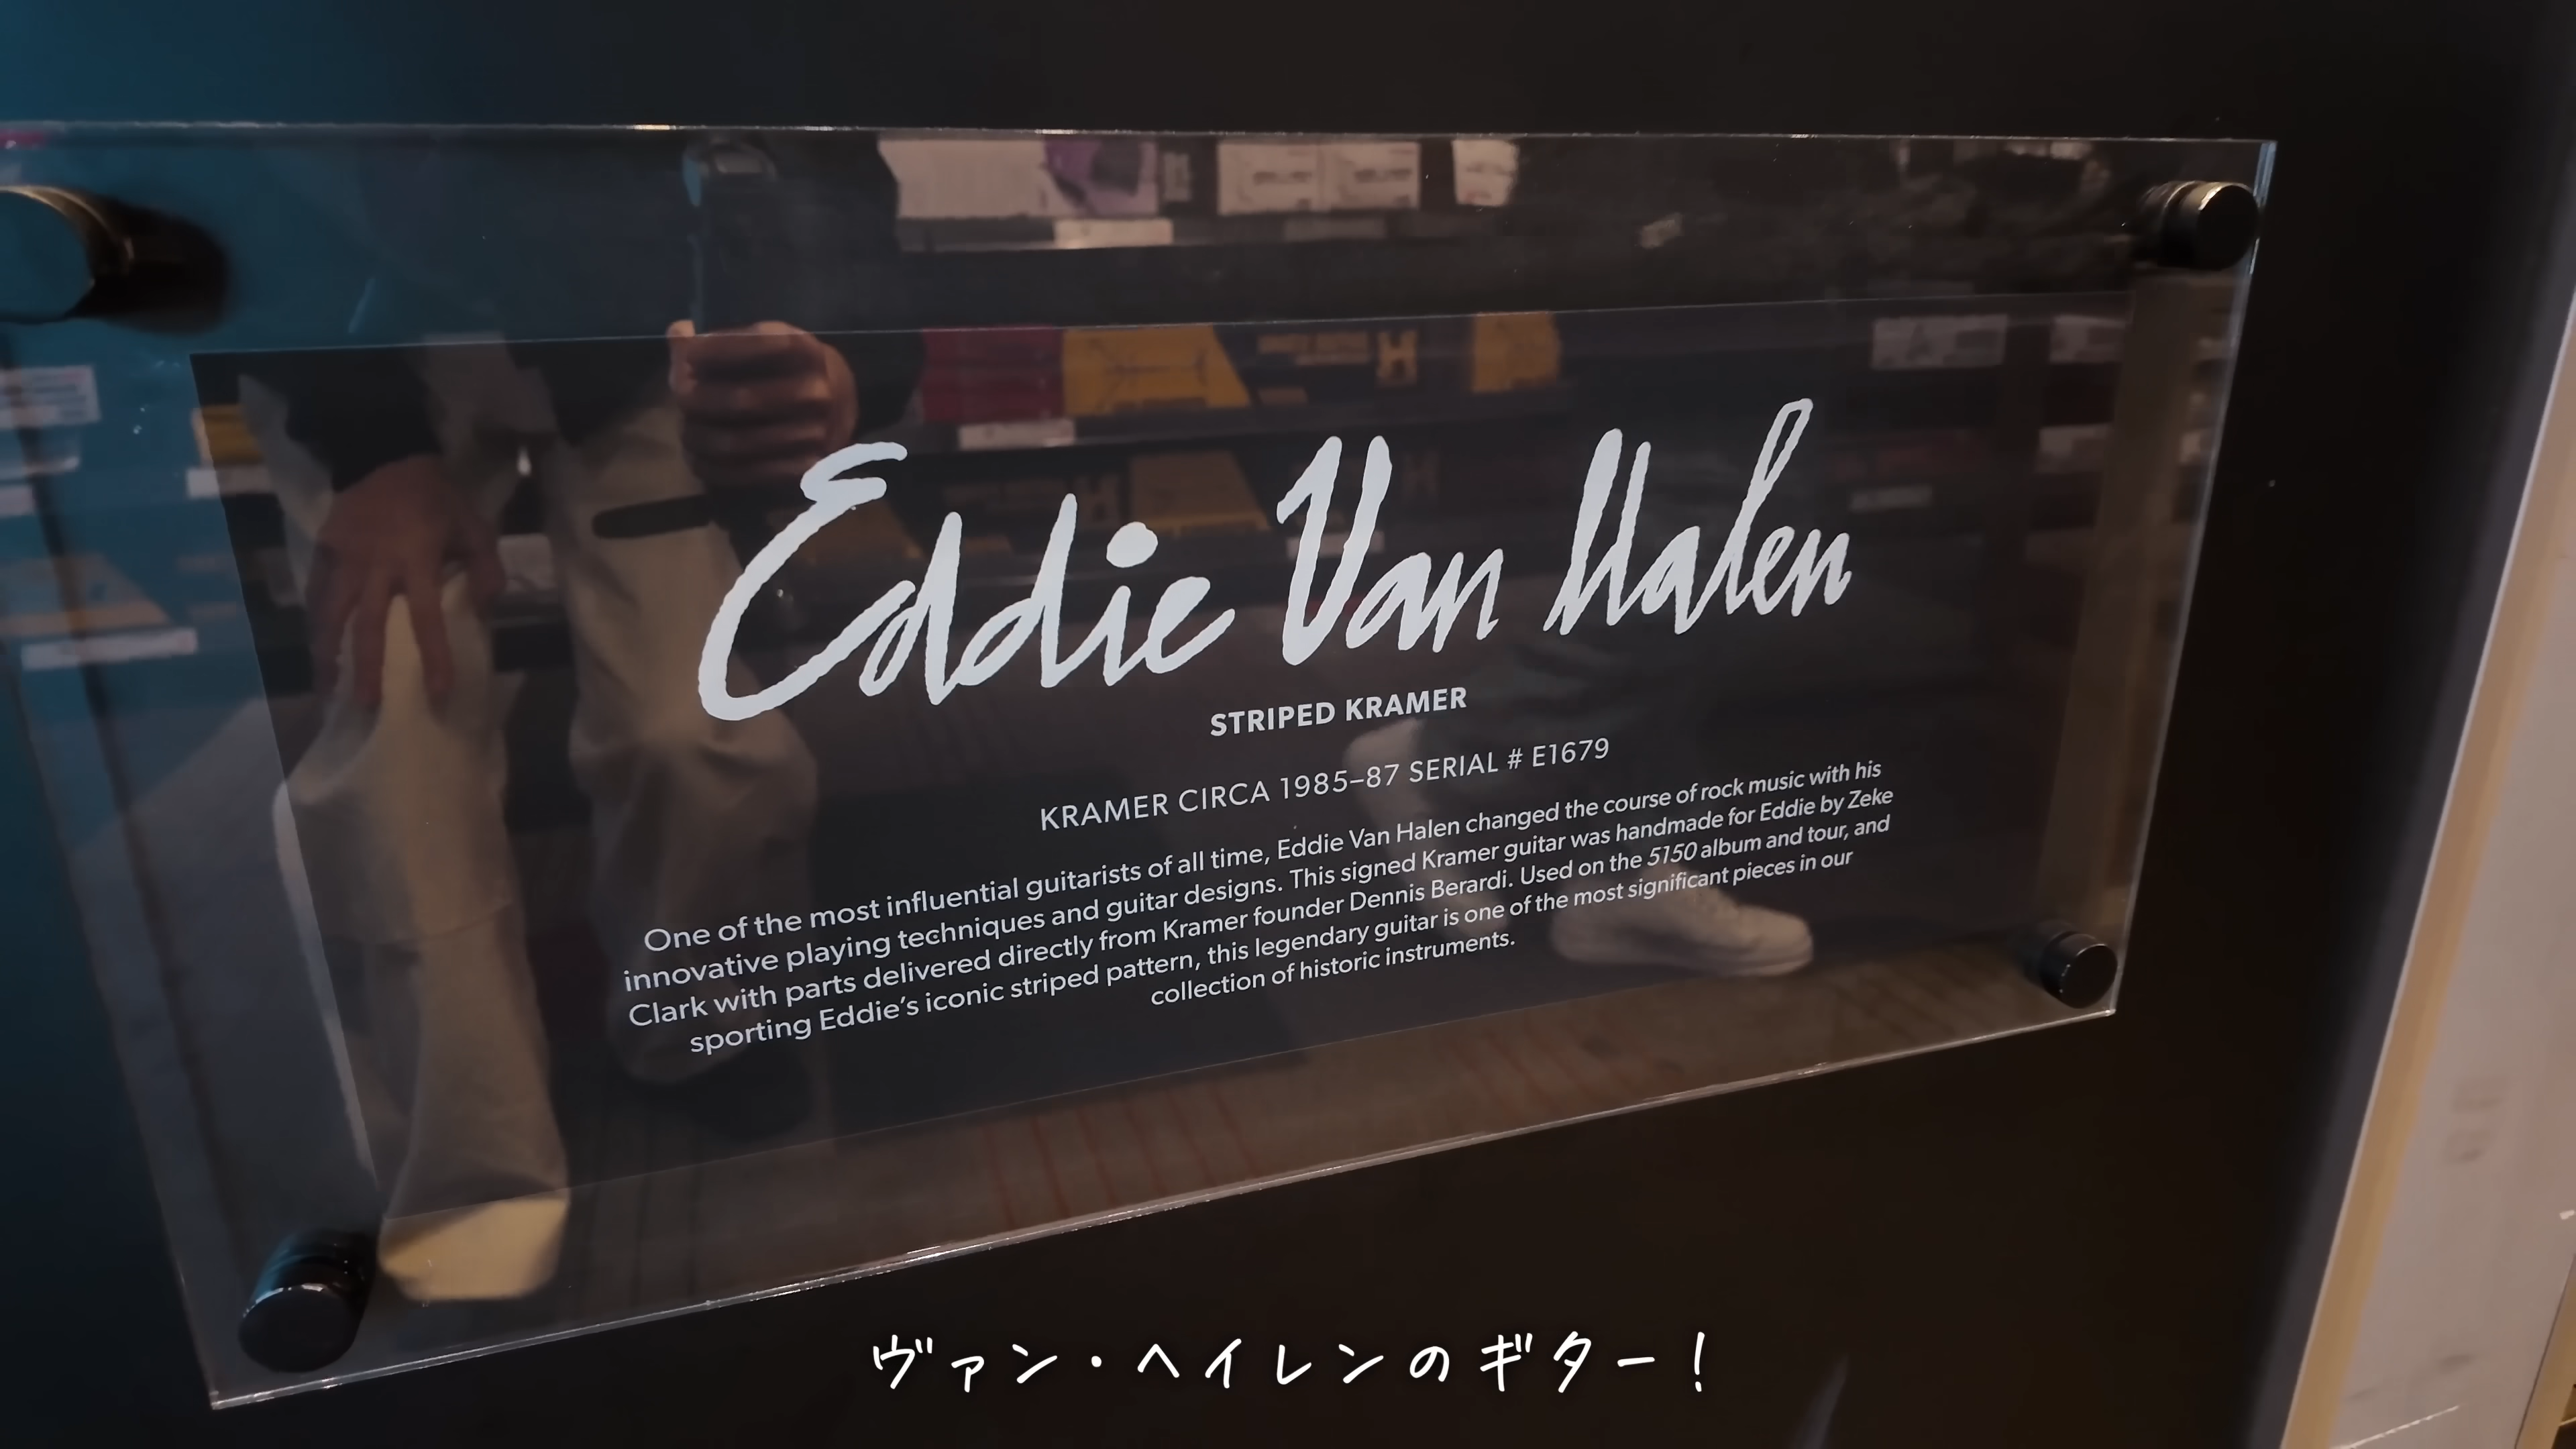 Eddie Van Halen
STRIPED KRAMER
KRAMER CIRCA 1985–87 SERIAL # E1679
One of the most influential guitarists of all time, Eddie Van Halen changed the course of rock music with his
innovative playing techniques and guitar designs. This signed Kramer guitar was handmade for Eddie by Zeke
Clark with parts delivered directly from Kramer founder Dennis Berardi. Used on the 5150 album and tour, and
sporting Eddie’s iconic striped pattern, this legendary guitar is one of the most significant pieces in our
collection of historic instruments.
ヴァン・ヘイレンのギター！